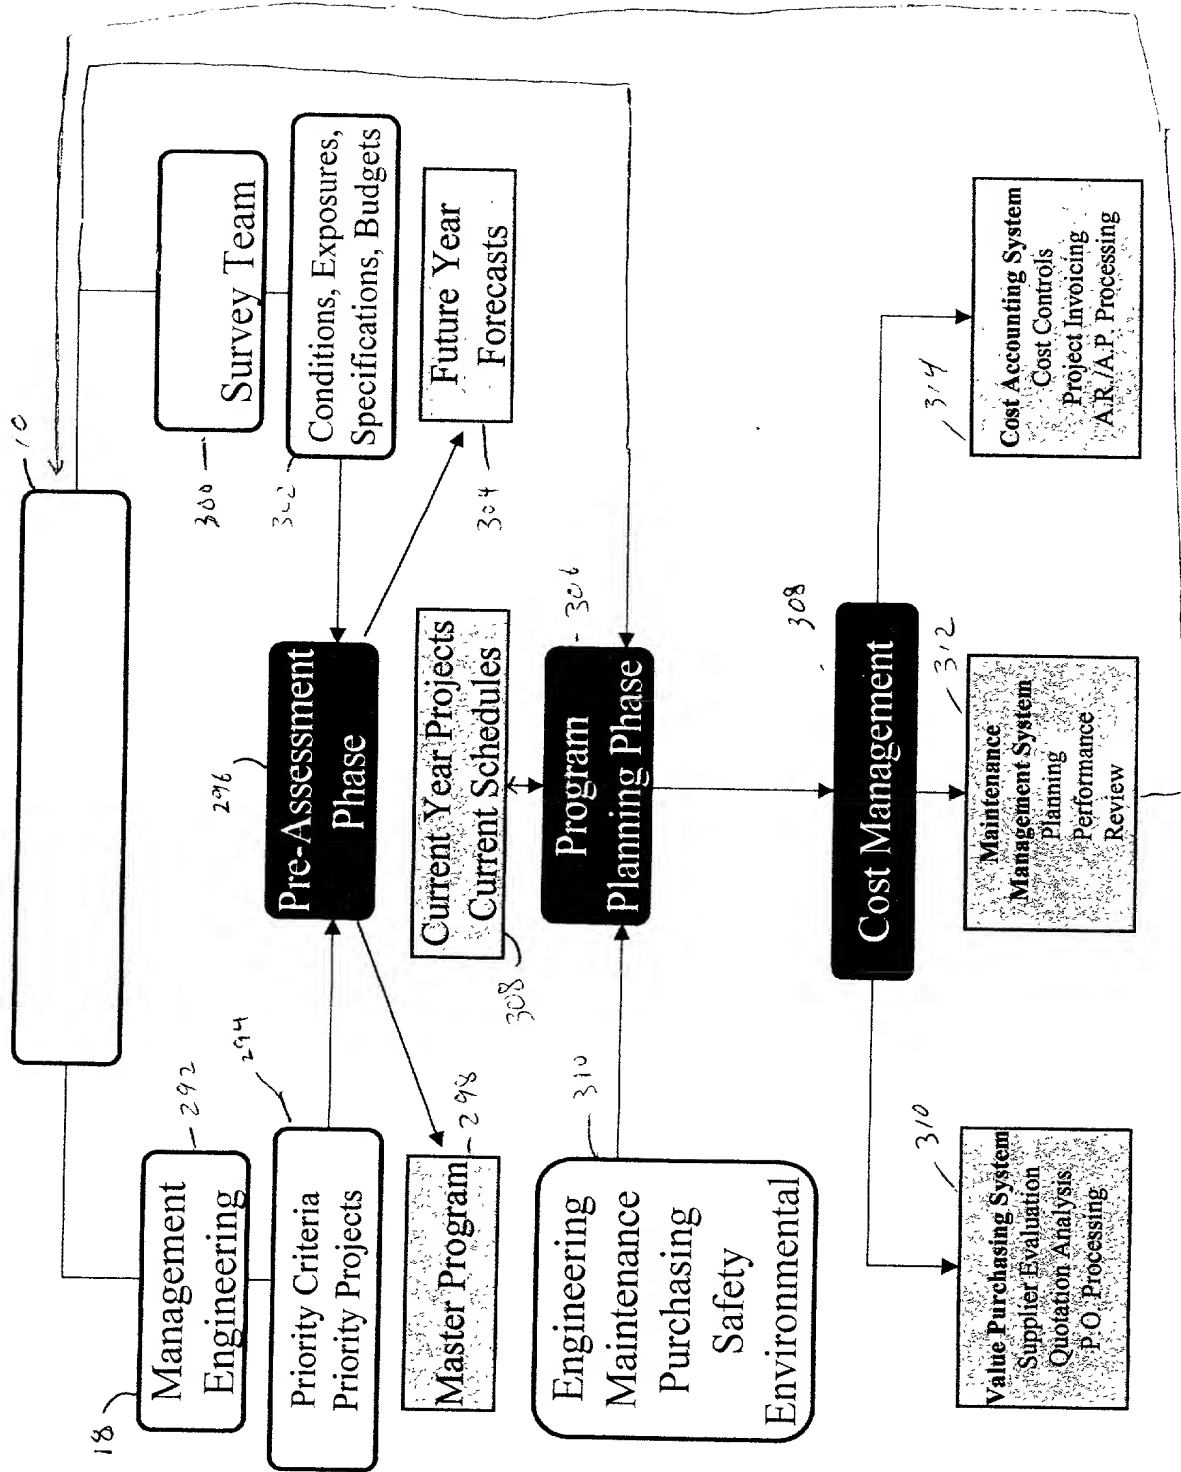 10
18
Management
Engineering
292
Priority Criteria
Priority Projects
294
Master Program
298
296
Pre-Assessment
Phase
300
Survey Team
302
Conditions, Exposures,
Specifications, Budgets
304
Future Year
Forecasts
Current Year Projects
Current Schedules
308
Engineering
Maintenance
Purchasing
Safety
Environmental
310
Program
Planning Phase
306
Cost Management
308
310
Value Purchasing System
Supplier Evaluation
Quotation Analysis
P.O. Processing
312
Maintenance
Management System
Planning
Performance
Review
314
Cost Accounting System
Cost Controls
Project Invoicing
A.R./A.P. Processing